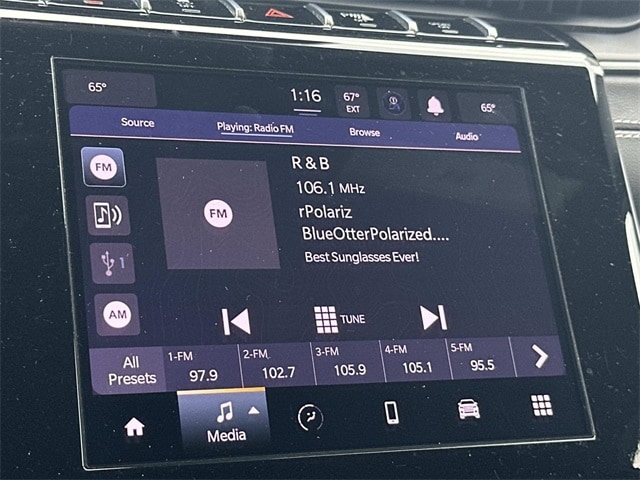 65°
1:16
67°
EXT
65°
Source
Playing: Radio FM
Browse
Audio
FM
R & B
106.1 MHz
FM
rPolariz
BlueOtterPolarized....
Best Sunglasses Ever!
1
AM
TUNE
All
Presets
1-FM
97.9
2-FM
102.7
3-FM
105.9
4-FM
105.1
5-FM
95.5
Media